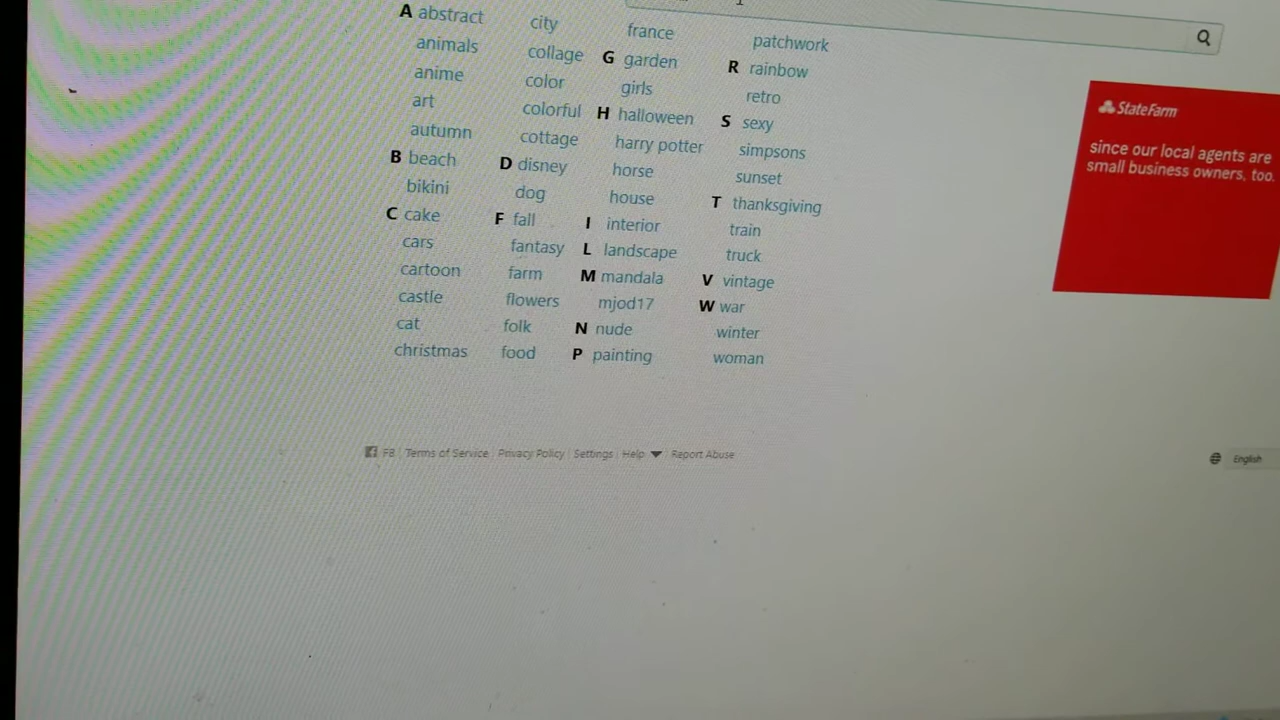 A abstract
animals
anime
art
autumn
B beach
bikini
C cake
cars
cartoon
castle
cat
christmas
city
collage
color
colorful
cottage
D disney
dog
F fall
fantasy
farm
flowers
folk
food
france
G garden
girls
H halloween
harry potter
horse
house
I interior
L landscape
M mandala
mjod17
N nude
P painting
patchwork
R rainbow
retro
S sexy
simpsons
sunset
T thanksgiving
train
truck
V vintage
W war
winter
woman
StateFarm
since our local agents are
small business owners, too.
FB | Terms of Service | Privacy Policy | Settings | Help | Report Abuse
English